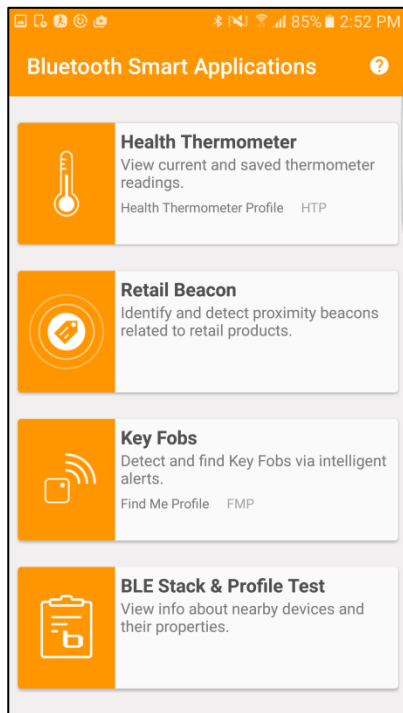 85% 2:52 PM
Bluetooth Smart Applications ?
Health Thermometer
View current and saved thermometer
readings.
Health Thermometer Profile HTP
Retail Beacon
Identify and detect proximity beacons
related to retail products.
Key Fobs
Detect and find Key Fobs via intelligent
alerts.
Find Me Profile FMP
BLE Stack & Profile Test
View info about nearby devices and
their properties.